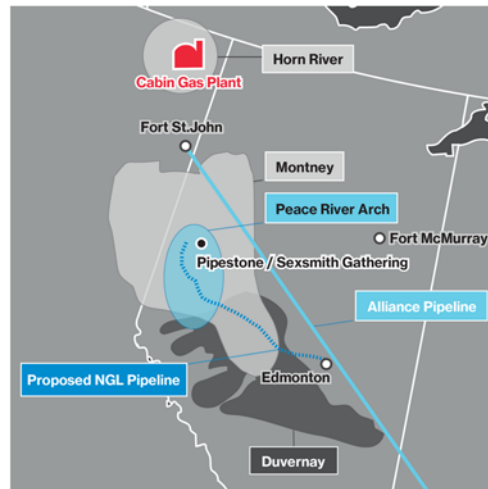 Horn River
Cabin Gas Plant
Fort St.John
Montney
Peace River Arch
Fort McMurray
Pipestone / Sexsmith Gathering
Alliance Pipeline
Proposed NGL Pipeline
Edmonton
Duvernay